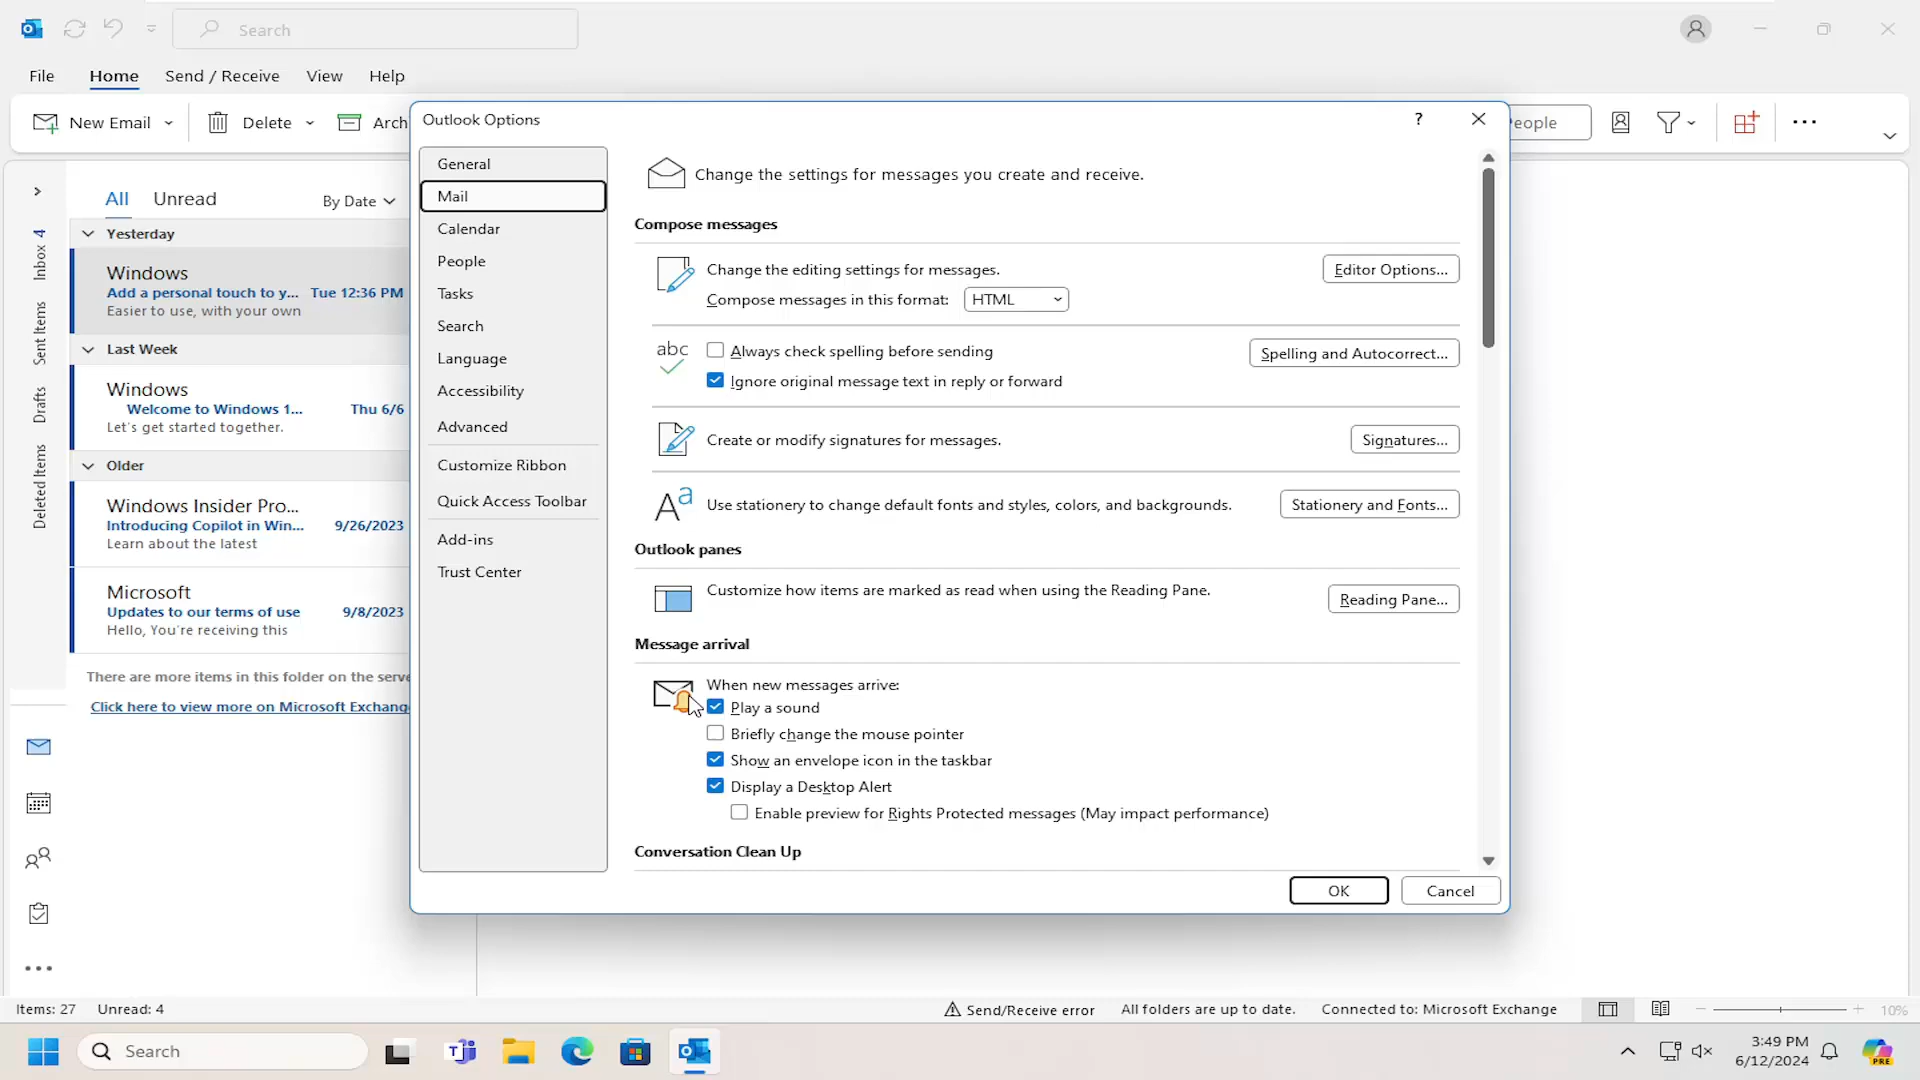 Search
File
Home
Send / Receive
View
Help
New Email
Delete
Arch
eople
All
Unread
By Date
Inbox 4
Sent Items
Drafts
Deleted Items
Yesterday
Windows
Add a personal touch to y... Tue 12:36 PM
Easier to use, with your own
Last Week
Windows
Welcome to Windows 1... Thu 6/6
Let's get started together.
Older
Windows Insider Pro...
Introducing Copilot in Win... 9/26/2023
Learn about the latest
Microsoft
Updates to our terms of use 9/8/2023
Hello, You're receiving this
There are more items in this folder on the serve
Click here to view more on Microsoft Exchang
Outlook Options
?
General
Mail
Calendar
People
Tasks
Search
Language
Accessibility
Advanced
Customize Ribbon
Quick Access Toolbar
Add-ins
Trust Center
Change the settings for messages you create and receive.
Compose messages
Change the editing settings for messages.
Editor Options...
Compose messages in this format: HTML
abc
Always check spelling before sending
Spelling and Autocorrect...
Ignore original message text in reply or forward
Create or modify signatures for messages.
Signatures...
Aa
Use stationery to change default fonts and styles, colors, and backgrounds.
Stationery and Fonts...
Outlook panes
Customize how items are marked as read when using the Reading Pane.
Reading Pane...
Message arrival
When new messages arrive:
Play a sound
Briefly change the mouse pointer
Show an envelope icon in the taskbar
Display a Desktop Alert
Enable preview for Rights Protected messages (May impact performance)
Conversation Clean Up
OK
Cancel
Items: 27
Unread: 4
Send/Receive error
All folders are up to date.
Connected to: Microsoft Exchange
10%
Search
3:49 PM
6/12/2024
PRE